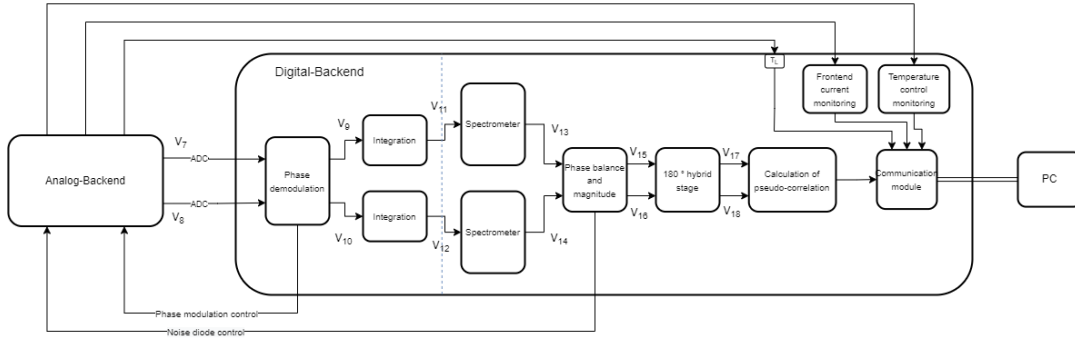 Digital-Backend
T_L
Frontend
current
monitoring
Temperature
control
monitoring
V_7
ADC
V_8
ADC
Analog-Backend
Phase
demodulation
V_9
V_10
Integration
Integration
V_11
V_12
Spectrometer
Spectrometer
V_13
V_14
Phase balance
and
magnitude
V_15
V_16
180 ° hybrid
stage
V_17
V_18
Calculation of
pseudo-correlation
Communication
module
PC
Phase modulation control
Noise diode control